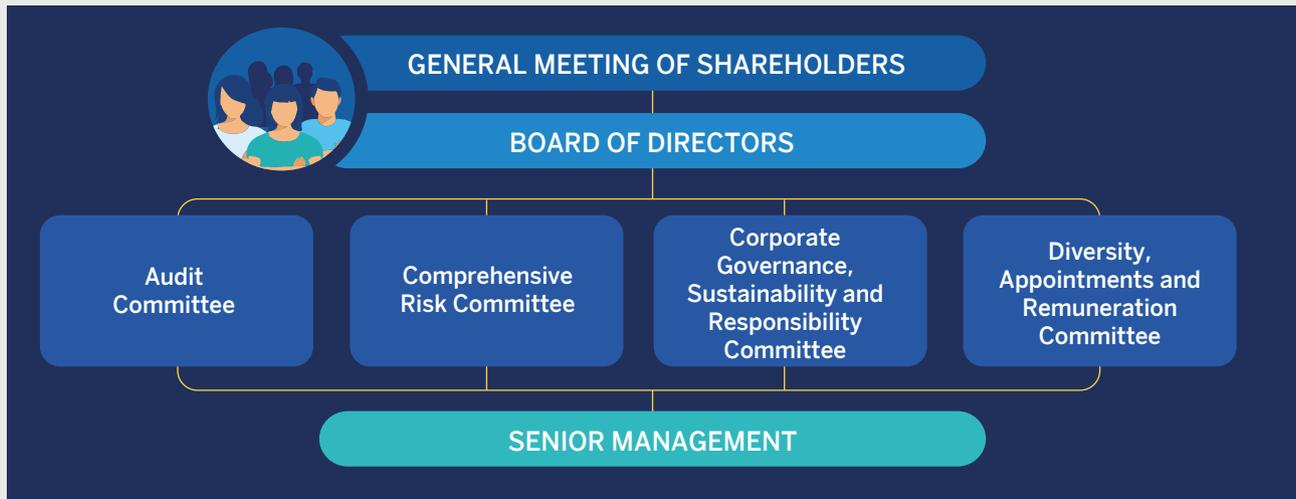 GENERAL MEETING OF SHAREHOLDERS
BOARD OF DIRECTORS
Audit
Committee
Comprehensive
Risk Committee
Corporate
Governance,
Sustainability and
Responsibility
Committee
Diversity,
Appointments and
Remuneration
Committee
SENIOR MANAGEMENT